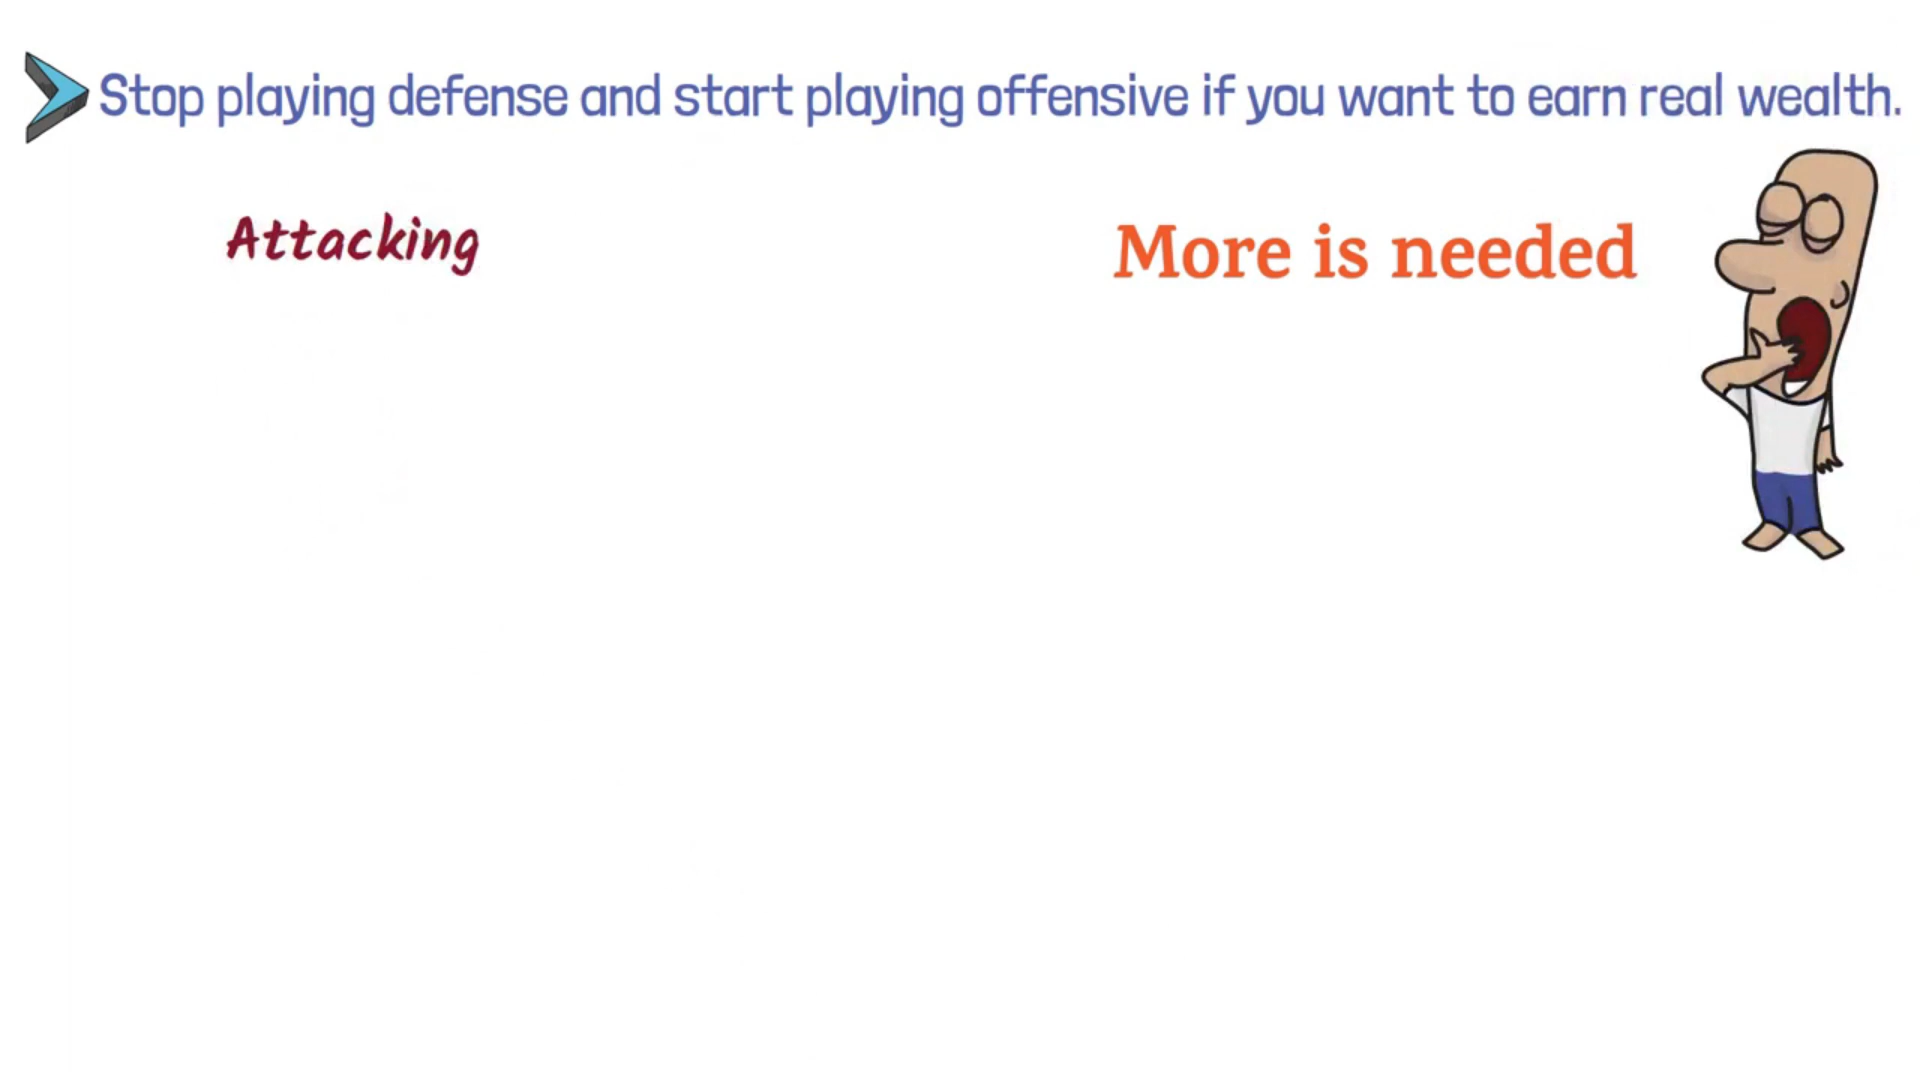 Stop playing defense and start playing offensive if you want to earn real wealth.
Attacking
More is needed